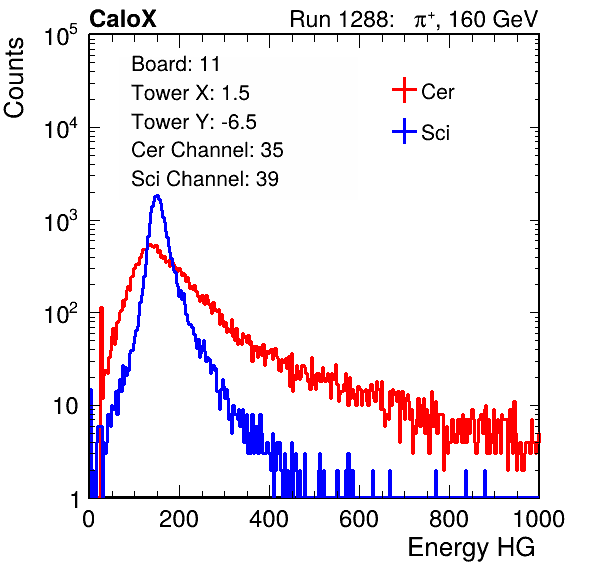 CaloX Run 1288: π⁺, 160 GeV
Counts
10⁵
10⁴
10³
10²
10
1
Board: 11
Tower X: 1.5
Tower Y: -6.5
Cer Channel: 35
Sci Channel: 39
Cer
Sci
0 200 400 600 800 1000
Energy HG